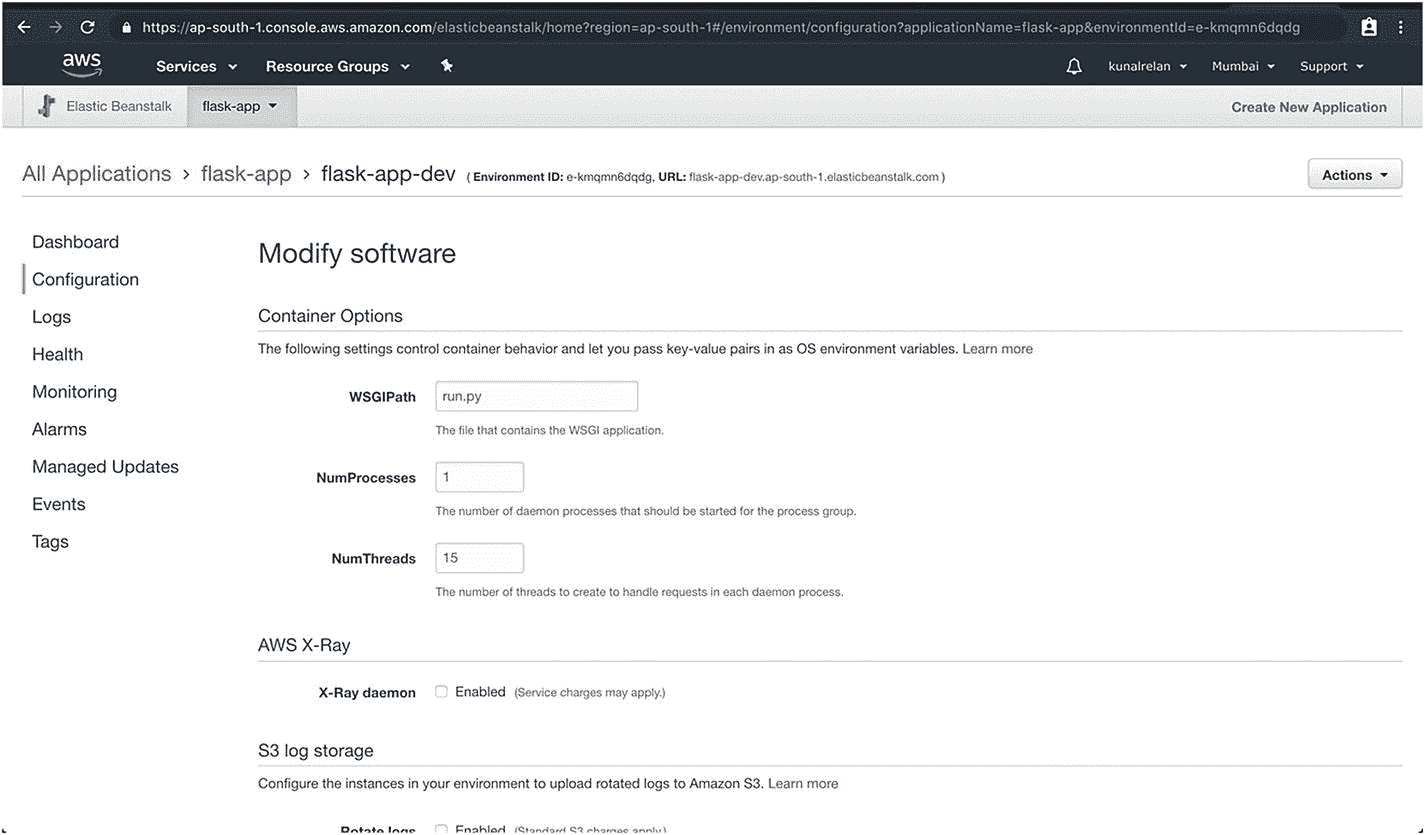 https://ap-south-1.console.aws.amazon.com/elasticbeanstalk/home?region=ap-south-1#/environment/configuration?applicationName=flask-app&environmentId=e-kmqmn6dqdg
aws Services Resource Groups kunalrelan Mumbai Support
Elastic Beanstalk flask-app Create New Application
All Applications > flask-app > flask-app-dev ( Environment ID: e-kmqmn6dqdg, URL: flask-app-dev.ap-south-1.elasticbeanstalk.com ) Actions
Dashboard
Configuration
Logs
Health
Monitoring
Alarms
Managed Updates
Events
Tags
Modify software
Container Options
The following settings control container behavior and let you pass key-value pairs in as OS environment variables. Learn more
WSGIPath run.py
The file that contains the WSGI application.
NumProcesses 1
The number of daemon processes that should be started for the process group.
NumThreads 15
The number of threads to create to handle requests in each daemon process.
AWS X-Ray
X-Ray daemon Enabled (Service charges may apply.)
S3 log storage
Configure the instances in your environment to upload rotated logs to Amazon S3. Learn more
Rotate logs Enabled (Standard S3 charges apply.)